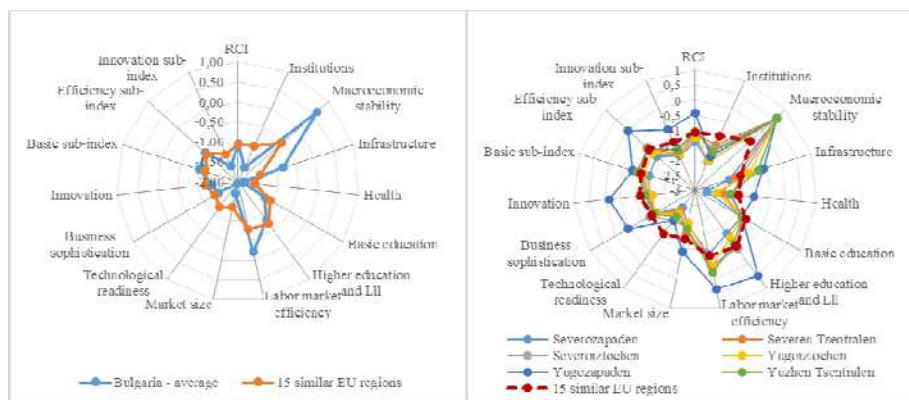 RCI
Institutions
Macroeconomic
stability
Infrastructure
Health
Basic education
Higher education
and Lll
Labor market
efficiency
Market size
Technological
readiness
Business
sophistication
Innovation
Basic sub-index
Efficiency sub-
index
Innovation sub-
index
1,00
0,50
0,00
-0,50
-1,00
Bulgaria - average
15 similar EU regions
RCI
Institutions
Macroeconomic
stability
Infrastructure
Health
Basic education
Higher education
and Lll
Labor market
efficiency
Market size
Technological
readiness
Business
sophistication
Innovation
Basic sub-index
Efficiency sub
index
Innovation sub-
index
1
0
-1
Severozapaden
Severen Tsentralen
Severoiztochen
Yugoiztochen
Yugozapaden
Yuzhen Tsentralen
15 similar EU regions